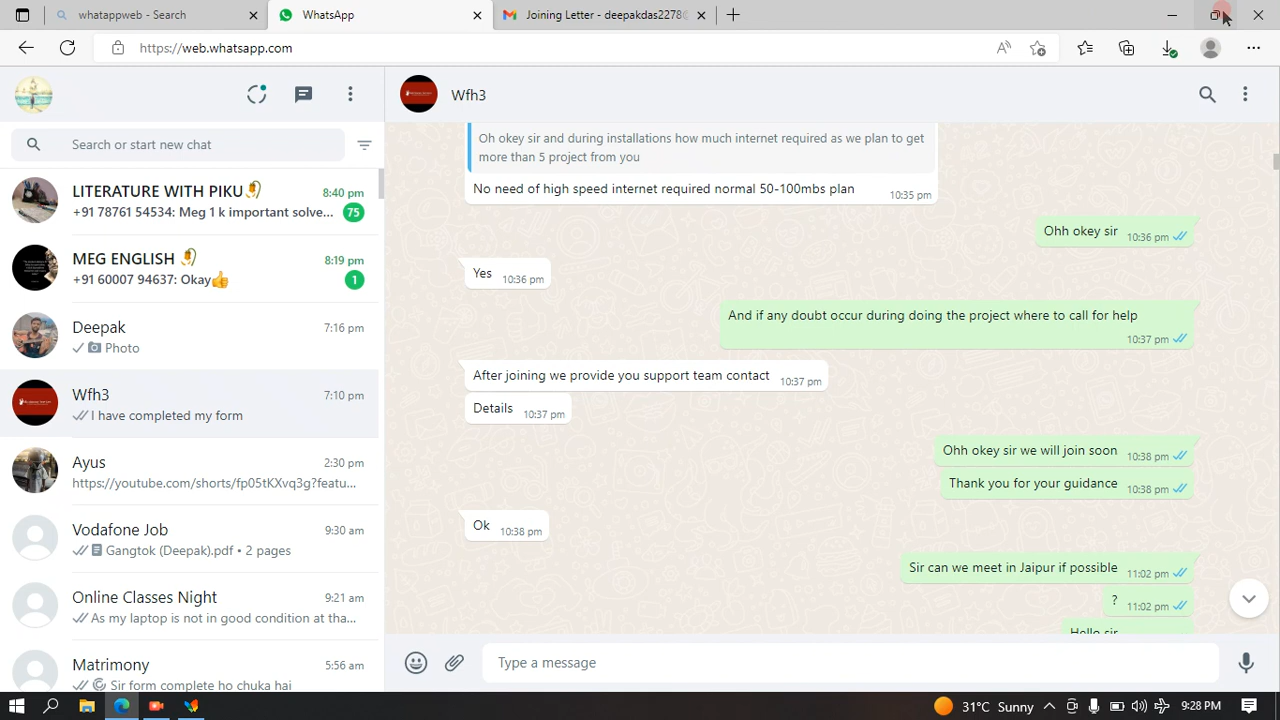 whatsappweb - Search
WhatsApp
Joining Letter - deepakdas2278@
https://web.whatsapp.com
Wfh3
Search or start new chat
LITERATURE WITH PIKU
8:40 pm
+91 78761 54534: Meg 1 k important solve...
75
MEG ENGLISH
8:19 pm
+91 60007 94637: Okay👍
1
Deepak
7:16 pm
Photo
Wfh3
7:10 pm
I have completed my form
Ayus
2:30 pm
https://youtube.com/shorts/fp05tKXvq3g?featu...
Vodafone Job
9:30 am
Gangtok (Deepak).pdf • 2 pages
Online Classes Night
9:21 am
As my laptop is not in good condition at tha...
Matrimony
5:56 am
Sir form complete ho chuka hai
Oh okey sir and during installations how much internet required as we plan to get
more than 5 project from you
No need of high speed internet required normal 50-100mbs plan
10:35 pm
Ohh okey sir 10:36 pm
Yes 10:36 pm
And if any doubt occur during doing the project where to call for help
10:37 pm
After joining we provide you support team contact 10:37 pm
Details 10:37 pm
Ohh okey sir we will join soon 10:38 pm
Thank you for your guidance 10:38 pm
Ok 10:38 pm
Sir can we meet in Jaipur if possible 11:02 pm
? 11:02 pm
Hello sir
Type a message
31°C Sunny
9:28 PM